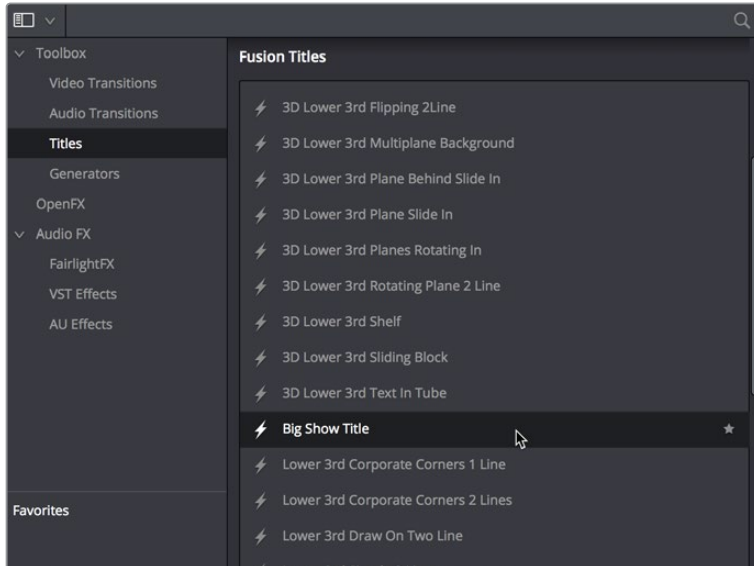 Toolbox
Video Transitions
Audio Transitions
Titles
Generators
OpenFX
Audio FX
FairlightFX
VST Effects
AU Effects
Favorites
Fusion Titles
3D Lower 3rd Flipping 2Line
3D Lower 3rd Multiplane Background
3D Lower 3rd Plane Behind Slide In
3D Lower 3rd Plane Slide In
3D Lower 3rd Planes Rotating In
3D Lower 3rd Rotating Plane 2 Line
3D Lower 3rd Shelf
3D Lower 3rd Sliding Block
3D Lower 3rd Text In Tube
Big Show Title
Lower 3rd Corporate Corners 1 Line
Lower 3rd Corporate Corners 2 Lines
Lower 3rd Draw On Two Line